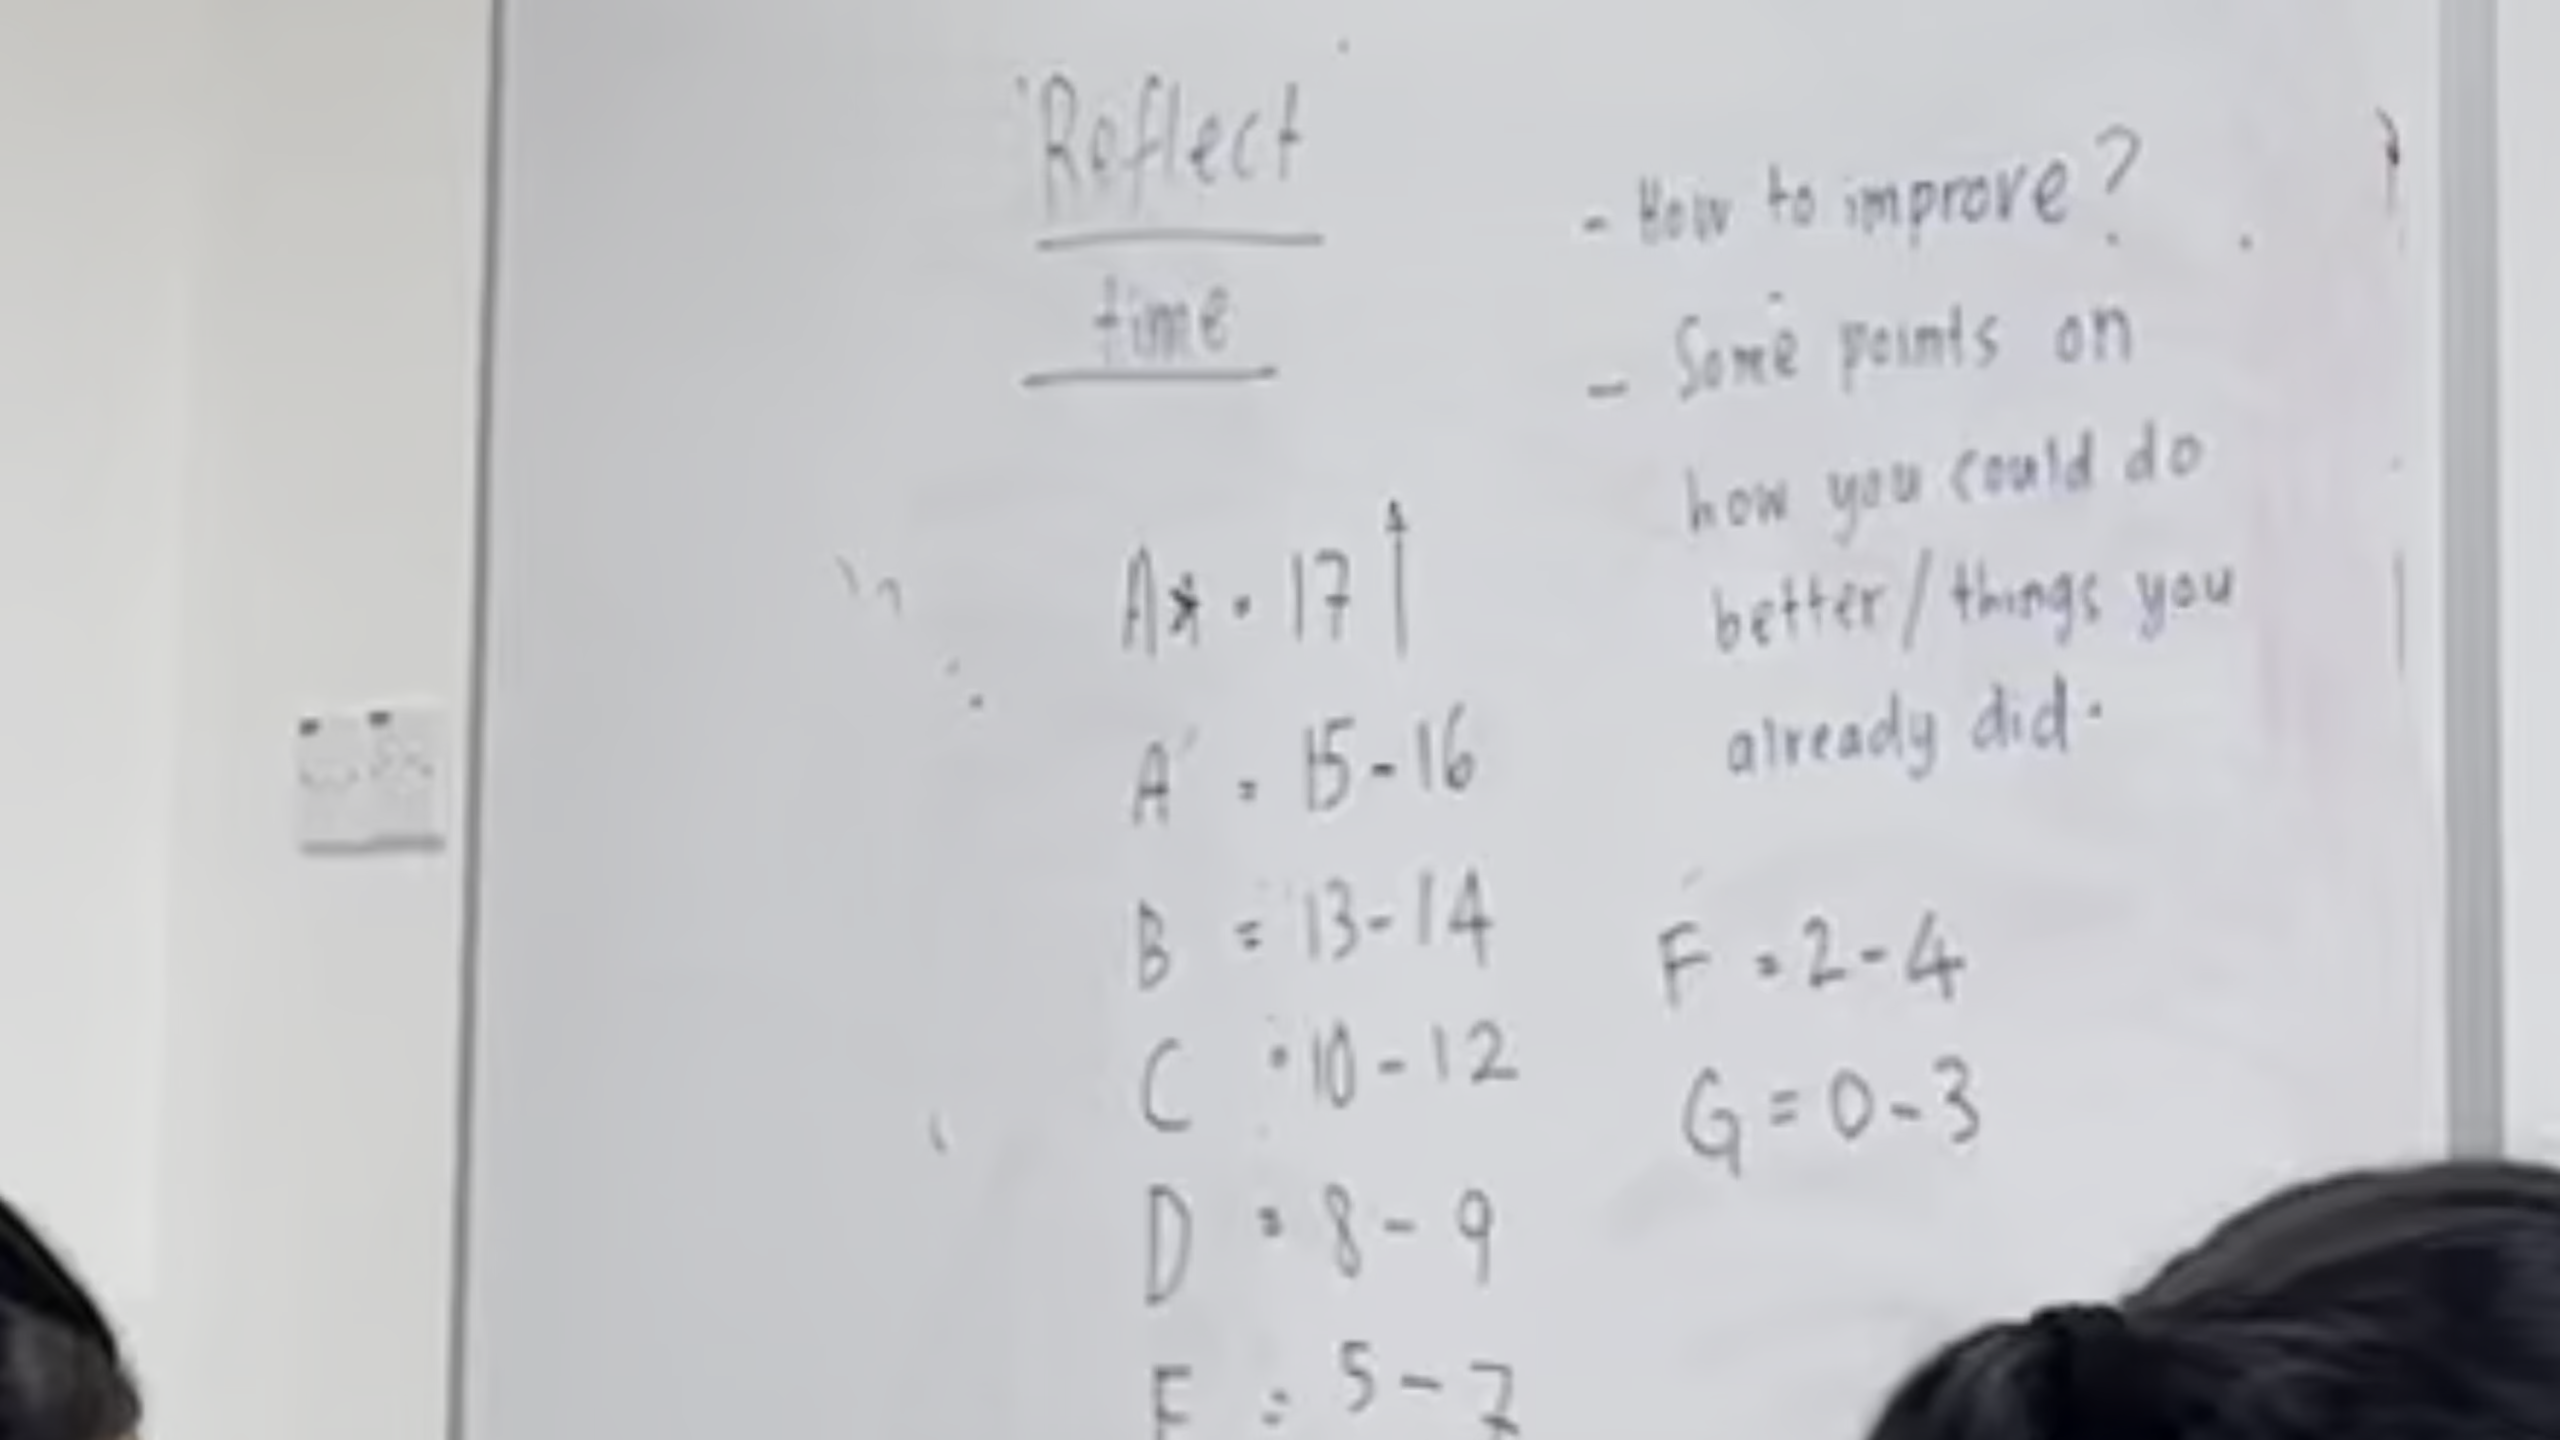 Reflect
time
- How to improve?
- Some points on
how you could do
better/things you
already did.
A* = 17↑
A = 15-16
B = 13-14
C = 10-12
D = 8-9
E = 5-7
F = 2-4
G = 0-3